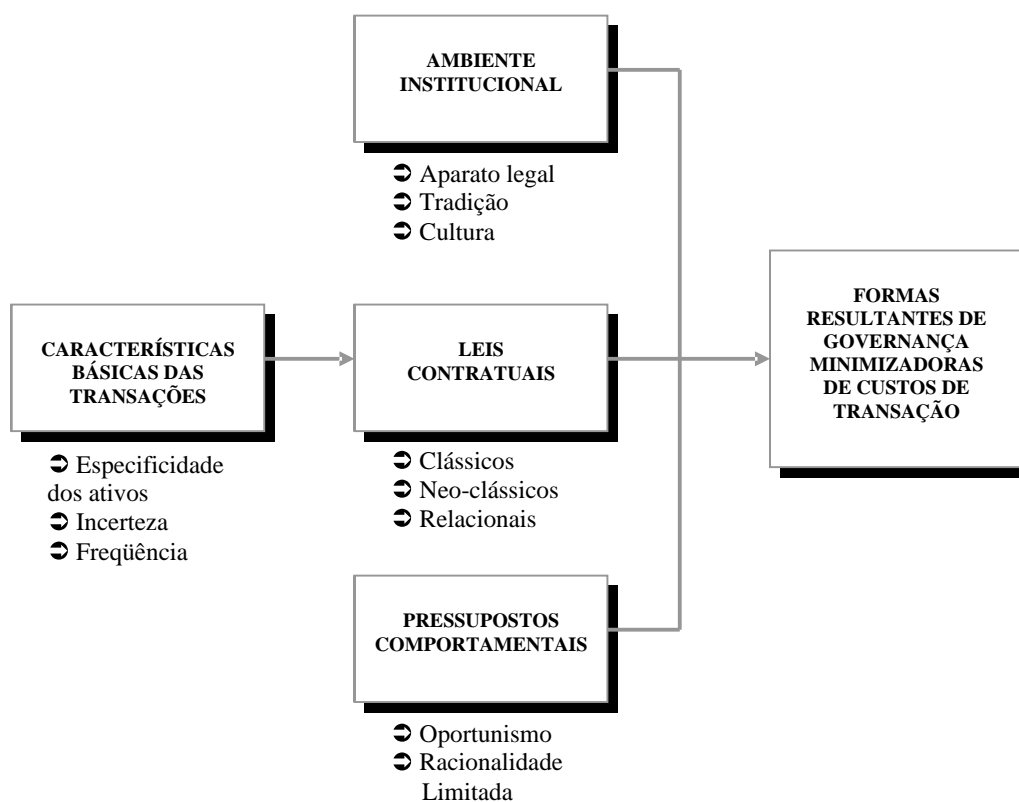 AMBIENTE
INSTITUCIONAL
➲ Aparato legal
➲ Tradição
➲ Cultura
CARACTERÍSTICAS
BÁSICAS DAS
TRANSAÇÕES
➲ Especificidade
dos ativos
➲ Incerteza
➲ Freqüência
LEIS
CONTRATUAIS
➲ Clássicos
➲ Neo-clássicos
➲ Relacionais
FORMAS
RESULTANTES DE
GOVERNANÇA
MINIMIZADORAS
DE CUSTOS DE
TRANSAÇÃO
PRESSUPOSTOS
COMPORTAMENTAIS
➲ Oportunismo
➲ Racionalidade
Limitada